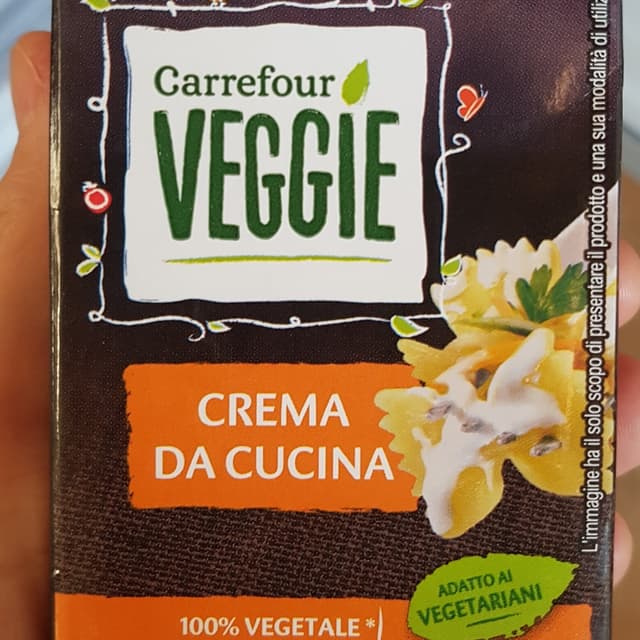 Carrefour
VEGGIE
CREMA
DA CUCINA
100% VEGETALE*
ADATTO AI
VEGETARIANI
L'immagine ha il solo scopo di presentare il prodotto e una sua modalità di